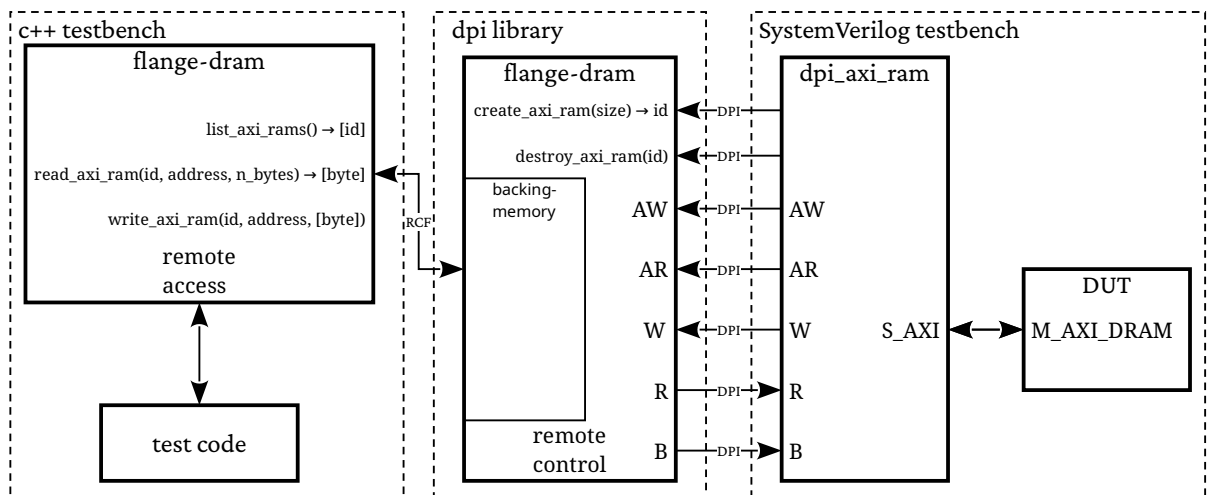 c++ testbench
flange-dram
list_axi_rams() → [id]
read_axi_ram(id, address, n_bytes) → [byte]
write_axi_ram(id, address, [byte])
remote
access
test code
RCF
dpi library
flange-dram
create_axi_ram(size) → id
destroy_axi_ram(id)
backing-
memory
AW
AR
W
R
B
remote
control
DPI
DPI
DPI
DPI
DPI
DPI
DPI
SystemVerilog testbench
dpi_axi_ram
AW
AR
W
R
B
S_AXI
DUT
M_AXI_DRAM